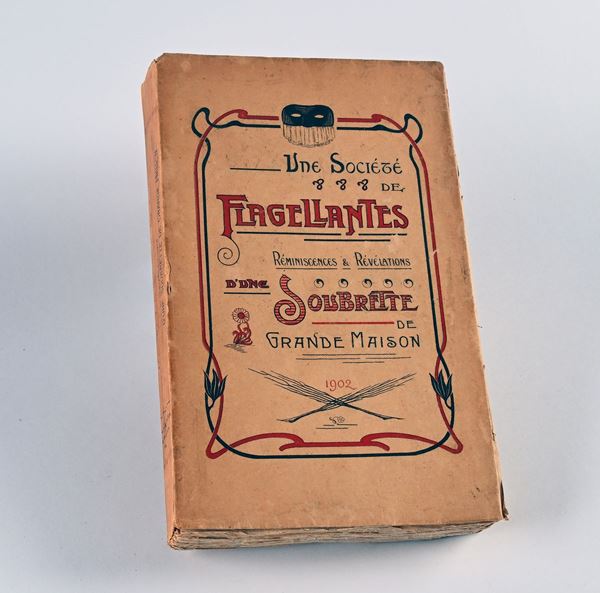 Une Société
de
Flagellantes
Réminiscences & Révélations
d'une
Soubrette
de
Grande Maison
1902